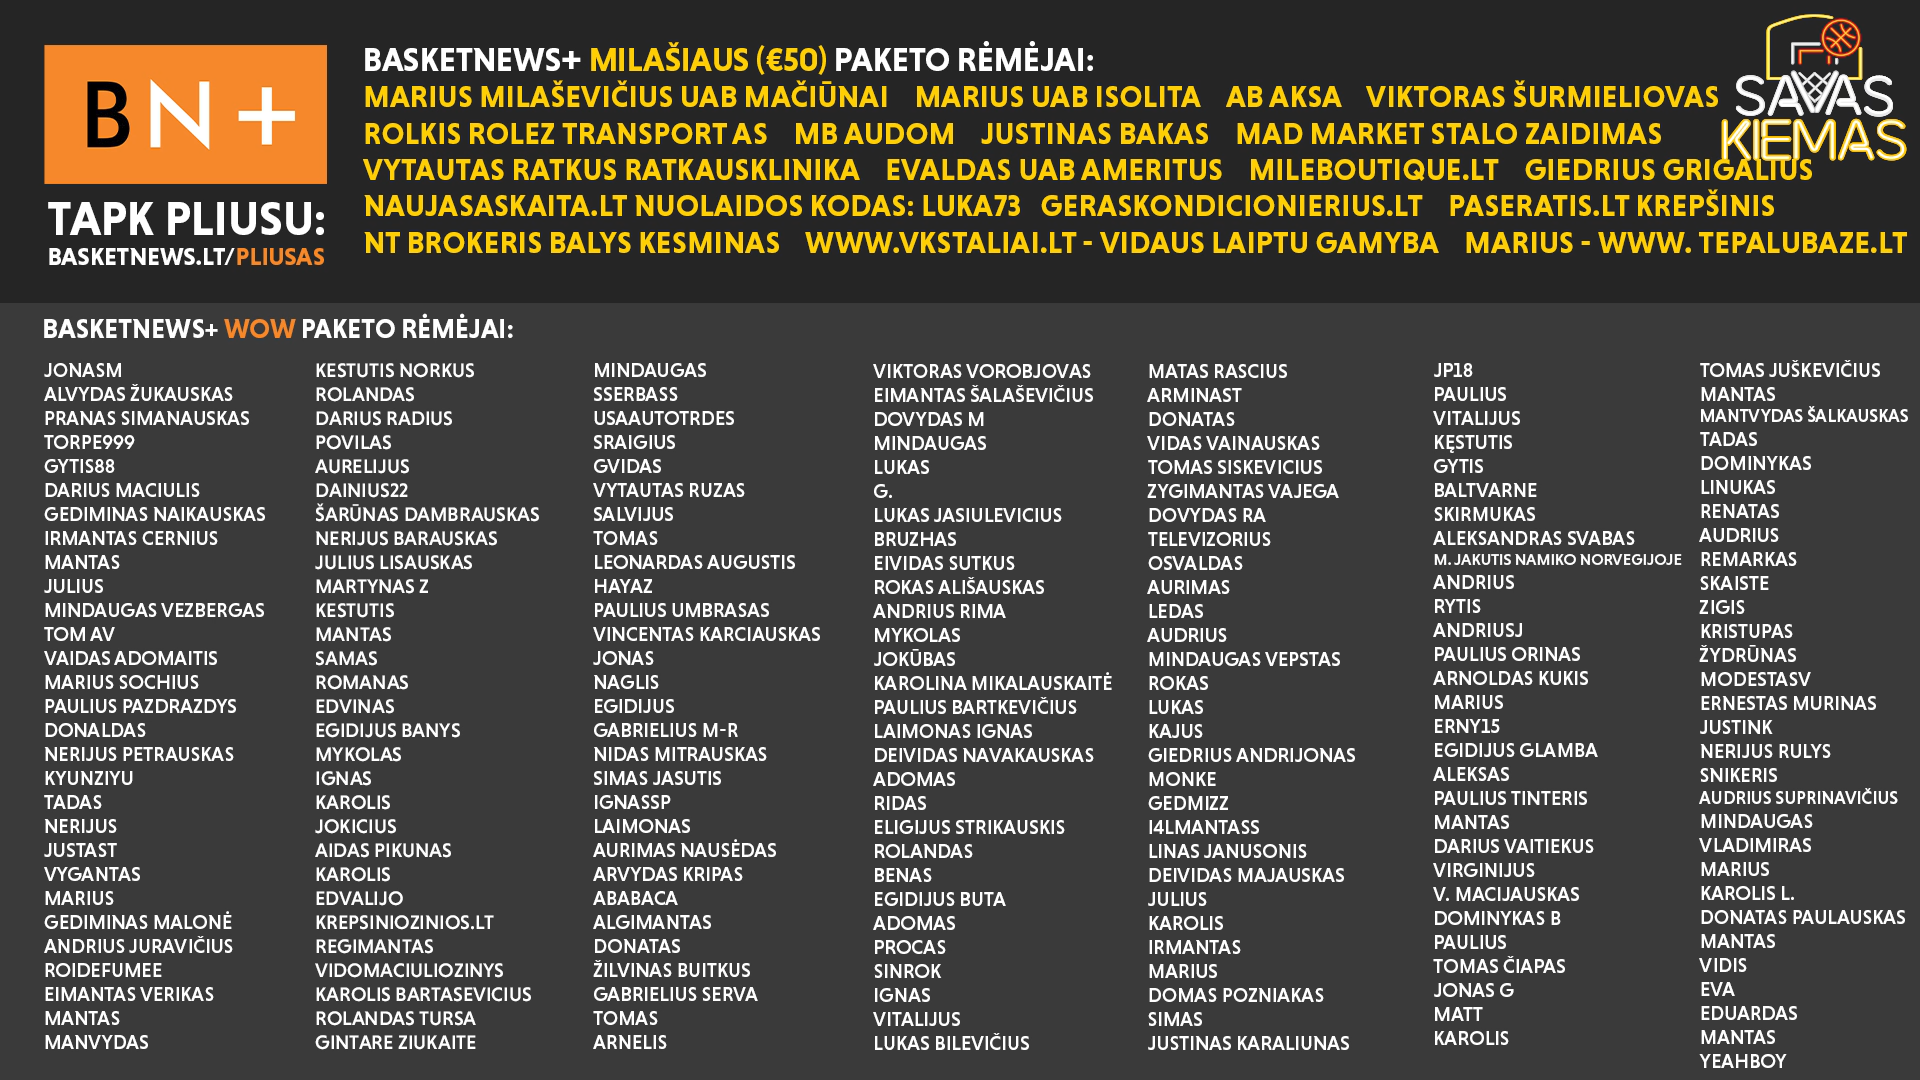 BN+
TAPK PLIUSU:
BASKETNEWS.LT/PLIUSAS
BASKETNEWS+ MILAŠIAUS (€50) PAKETO RĖMĖJAI:
MARIUS MILAŠEVIČIUS UAB MAČIŪNAI MARIUS UAB ISOLITA AB AKSA VIKTORAS ŠURMIELIOVAS
ROLKIS ROLEZ TRANSPORT AS MB AUDOM JUSTINAS BAKAS MAD MARKET STALO ZAIDIMAS
VYTAUTAS RATKUS RATKAUSKLINIKA EVALDAS UAB AMERITUS MILEBOUTIQUE.LT GIEDRIUS GRIGALIUS
NAUJASASKAITA.LT NUOLAIDOS KODAS: LUKA73 GERASKONDICIONIERIUS.LT PASERATIS.LT KREPŠINIS
NT BROKERIS BALYS KESMINAS WWW.VKSTALIAI.LT - VIDAUS LAIPTU GAMYBA MARIUS - WWW. TEPALUBAZE.LT
SAVAS
KIEMAS
BASKETNEWS+ WOW PAKETO RĖMĖJAI:
JONASM
ALVYDAS ŽUKAUSKAS
PRANAS SIMANAUSKAS
TORPE999
GYTIS88
DARIUS MACIULIS
GEDIMINAS NAIKAUSKAS
IRMANTAS CERNIUS
MANTAS
JULIUS
MINDAUGAS VEZBERGAS
TOM AV
VAIDAS ADOMAITIS
MARIUS SOCHIUS
PAULIUS PAZDRAZDYS
DONALDAS
NERIJUS PETRAUSKAS
KYUNZIYU
TADAS
NERIJUS
JUSTAST
VYGANTAS
MARIUS
GEDIMINAS MALONĖ
ANDRIUS JURAVIČIUS
ROIDEFUMEE
EIMANTAS VERIKAS
MANTAS
MANVYDAS
KESTUTIS NORKUS
ROLANDAS
DARIUS RADIUS
POVILAS
AURELIJUS
DAINIUS22
ŠARŪNAS DAMBRAUSKAS
NERIJUS BARAUSKAS
JULIUS LISAUSKAS
MARTYNAS Z
KESTUTIS
MANTAS
SAMAS
ROMANAS
EDVINAS
EGIDIJUS BANYS
MYKOLAS
IGNAS
KAROLIS
JOKICIUS
AIDAS PIKUNAS
KAROLIS
EDVALIJO
KREPSINIOZINIOS.LT
REGIMANTAS
VIDOMACIULIOZINYS
KAROLIS BARTASEVICIUS
ROLANDAS TURSA
GINTARE ZIUKAITE
MINDAUGAS
SSERBASS
USAAUTOTRDES
SRAIGIUS
GVIDAS
VYTAUTAS RUZAS
SALVIJUS
TOMAS
LEONARDAS AUGUSTIS
HAYAZ
PAULIUS UMBRASAS
VINCENTAS KARCIAUSKAS
JONAS
NAGLIS
EGIDIJUS
GABRIELIUS M-R
NIDAS MITRAUSKAS
SIMAS JASUTIS
IGNASSP
LAIMONAS
AURIMAS NAUSĖDAS
ARVYDAS KRIPAS
ABABACA
ALGIMANTAS
DONATAS
ŽILVINAS BUITKUS
GABRIELIUS SERVA
TOMAS
ARNELIS
VIKTORAS VOROBJOVAS
EIMANTAS ŠALAŠEVIČIUS
DOVYDAS M
MINDAUGAS
LUKAS
G.
LUKAS JASIULEVICIUS
BRUZHAS
EIVIDAS SUTKUS
ROKAS ALIŠAUSKAS
ANDRIUS RIMA
MYKOLAS
JOKŪBAS
KAROLINA MIKALAUSKAITĖ
PAULIUS BARTKEVIČIUS
LAIMONAS IGNAS
DEIVIDAS NAVAKAUSKAS
ADOMAS
RIDAS
ELIGIJUS STRIKAUSKIS
ROLANDAS
BENAS
EGIDIJUS BUTA
ADOMAS
PROCAS
SINROK
IGNAS
VITALIJUS
LUKAS BILEVIČIUS
MATAS RASCIUS
ARMINAST
DONATAS
VIDAS VAINAUSKAS
TOMAS SISKEVICIUS
ZYGIMANTAS VAJEGA
DOVYDAS RA
TELEVIZORIUS
OSVALDAS
AURIMAS
LEDAS
AUDRIUS
MINDAUGAS VEPSTAS
ROKAS
LUKAS
KAJUS
GIEDRIUS ANDRIJONAS
MONKE
GEDMIZZ
I4LMANTASS
LINAS JANUSONIS
DEIVIDAS MAJAUSKAS
JULIUS
KAROLIS
IRMANTAS
MARIUS
DOMAS POZNIAKAS
SIMAS
JUSTINAS KARALIUNAS
JP18
PAULIUS
VITALIJUS
KĘSTUTIS
GYTIS
BALTVARNE
SKIRMUKAS
ALEKSANDRAS SVABAS
M. JAKUTIS NAMIKO NORVEGIJOJE
ANDRIUS
RYTIS
ANDRIUSJ
PAULIUS ORINAS
ARNOLDAS KUKIS
MARIUS
ERNY15
EGIDIJUS GLAMBA
ALEKSAS
PAULIUS TINTERIS
MANTAS
DARIUS VAITIEKUS
VIRGINIJUS
V. MACIJAUSKAS
DOMINYKAS B
PAULIUS
TOMAS ČIAPAS
JONAS G
MATT
KAROLIS
TOMAS JUŠKEVIČIUS
MANTAS
MANTVYDAS ŠALKAUSKAS
TADAS
DOMINYKAS
LINUKAS
RENATAS
AUDRIUS
REMARKAS
SKAISTE
ZIGIS
KRISTUPAS
ŽYDRŪNAS
MODESTASV
ERNESTAS MURINAS
JUSTINK
NERIJUS RULYS
SNIKERIS
AUDRIUS SUPRINAVIČIUS
MINDAUGAS
VLADIMIRAS
MARIUS
KAROLIS L.
DONATAS PAULAUSKAS
MANTAS
VIDIS
EVA
EDUARDAS
MANTAS
YEAHBOY